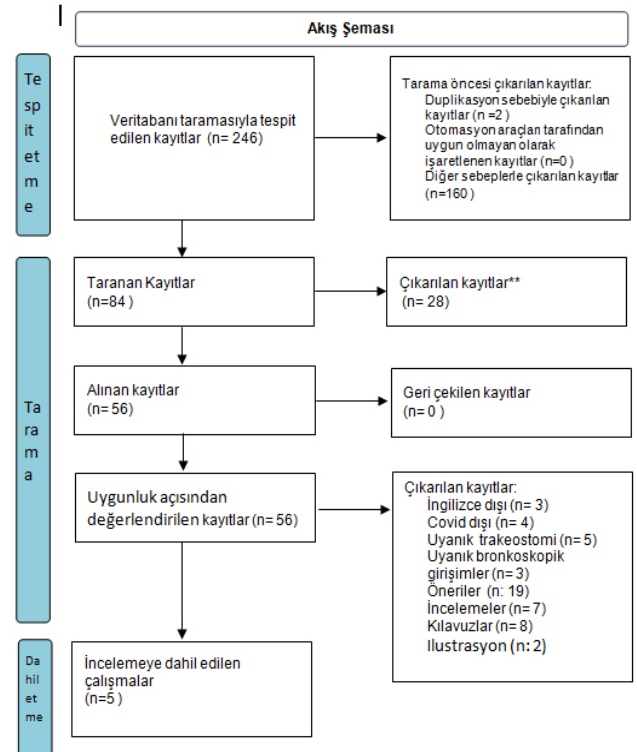 Akış Şeması
Te
sp
it
et
m
e
Veritabanı taramasıyla tespit
edilen kayıtlar (n= 246)
Tarama öncesi çıkarılan kayıtlar:
Duplikasyon sebebiyle çıkarılan
kayıtlar (n =2 )
Otomasyon araçları tarafından
uygun olmayan olarak
işaretlenen kayıtlar (n=0 )
Diğer sebeplerle çıkarılan kayıtlar
(n=160 )
Ta
ra
m
a
Taranan Kayıtlar
(n=84 )
Çıkarılan kayıtlar**
(n= 28)
Alınan kayıtlar
(n= 56)
Geri çekilen kayıtlar
(n= 0 )
Uygunluk açısından
değerlendirilen kayıtlar (n= 56)
Çıkarılan kayıtlar:
İngilizce dışı (n= 3)
Covid dışı (n= 4)
Uyanık trakeostomi (n= 5)
Uyanık bronkoskopik
girişimler (n= 3)
Öneriler (n: 19)
İncelemeler (n= 7)
Kılavuzlar (n= 8)
Ilustrasyon (n: 2)
Da
hil
et
me
İncelemeye dahil edilen
çalışmalar
(n=5 )